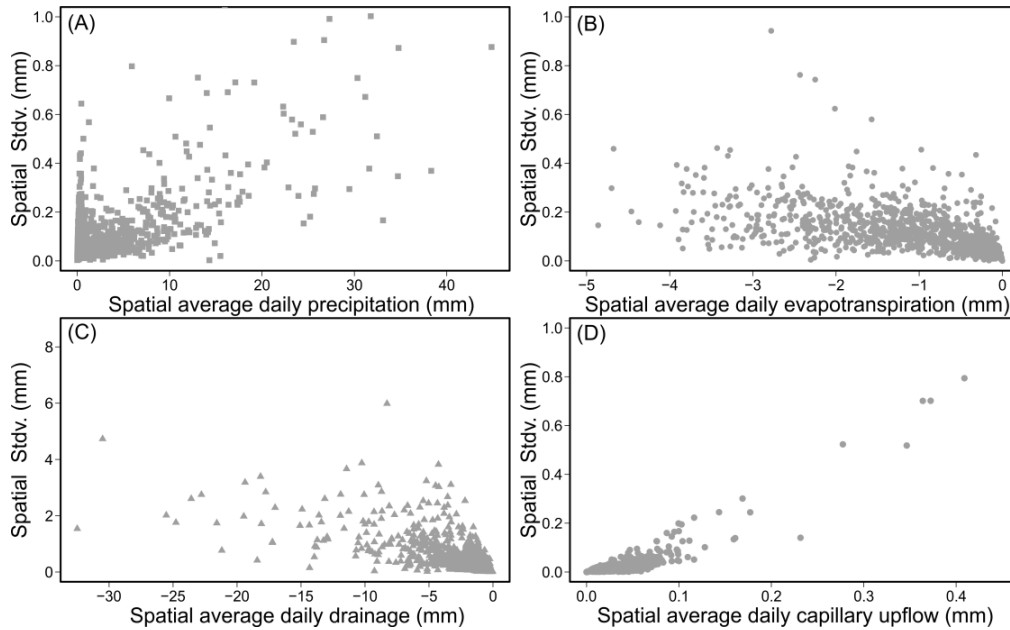 (A)
1.0
0.8
0.6
0.4
0.2
0.0
Spatial Stdv. (mm)
0 10 20 30 40
Spatial average daily precipitation (mm)
(B)
1.0
0.8
0.6
0.4
0.2
0.0
Spatial Stdv. (mm)
−5 −4 −3 −2 −1 0
Spatial average daily evapotranspiration (mm)
(C)
8
6
4
2
0
Spatial Stdv. (mm)
−30 −25 −20 −15 −10 −5 0
Spatial average daily drainage (mm)
(D)
1.0
0.8
0.6
0.4
0.2
0.0
Spatial Stdv. (mm)
0.0 0.1 0.2 0.3 0.4
Spatial average daily capillary upflow (mm)